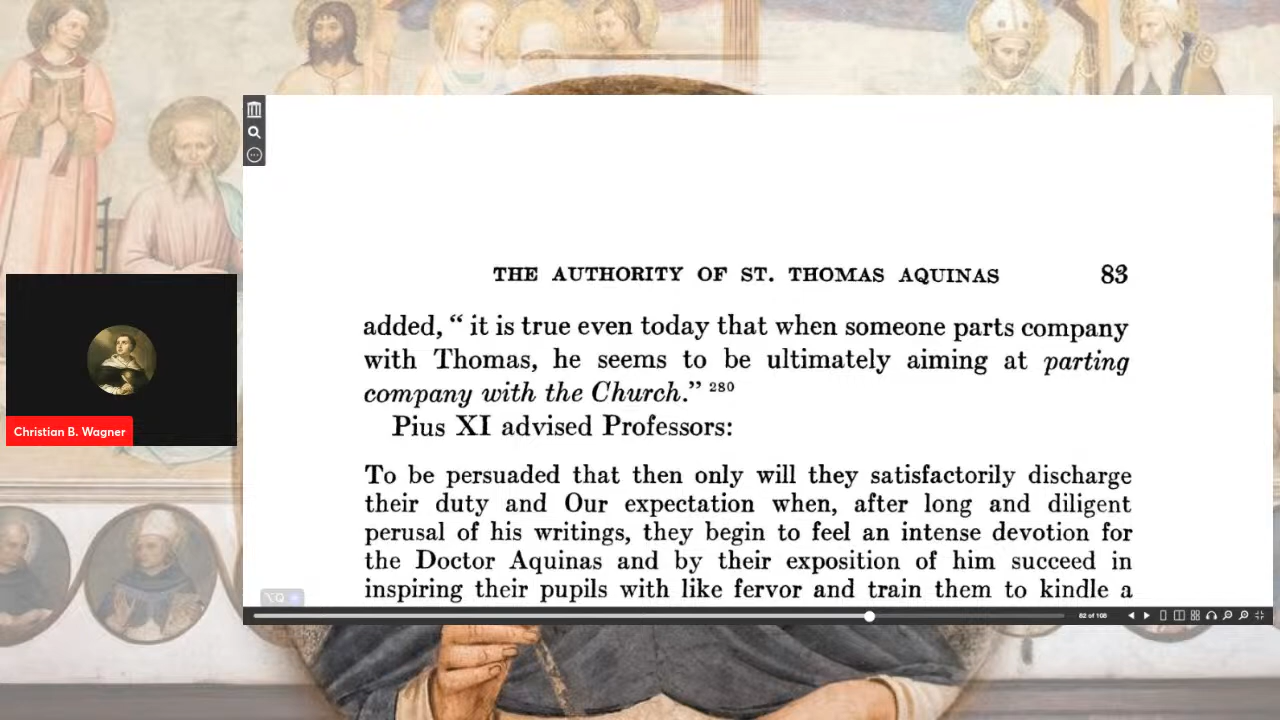 THE AUTHORITY OF ST. THOMAS AQUINAS 83
added, “ it is true even today that when someone parts company
with Thomas, he seems to be ultimately aiming at parting
company with the Church.” 280
Pius XI advised Professors:
To be persuaded that then only will they satisfactorily discharge
their duty and Our expectation when, after long and diligent
perusal of his writings, they begin to feel an intense devotion for
the Doctor Aquinas and by their exposition of him succeed in
inspiring their pupils with like fervor and train them to kindle a
Christian B. Wagner
⌥Q
82 of 108